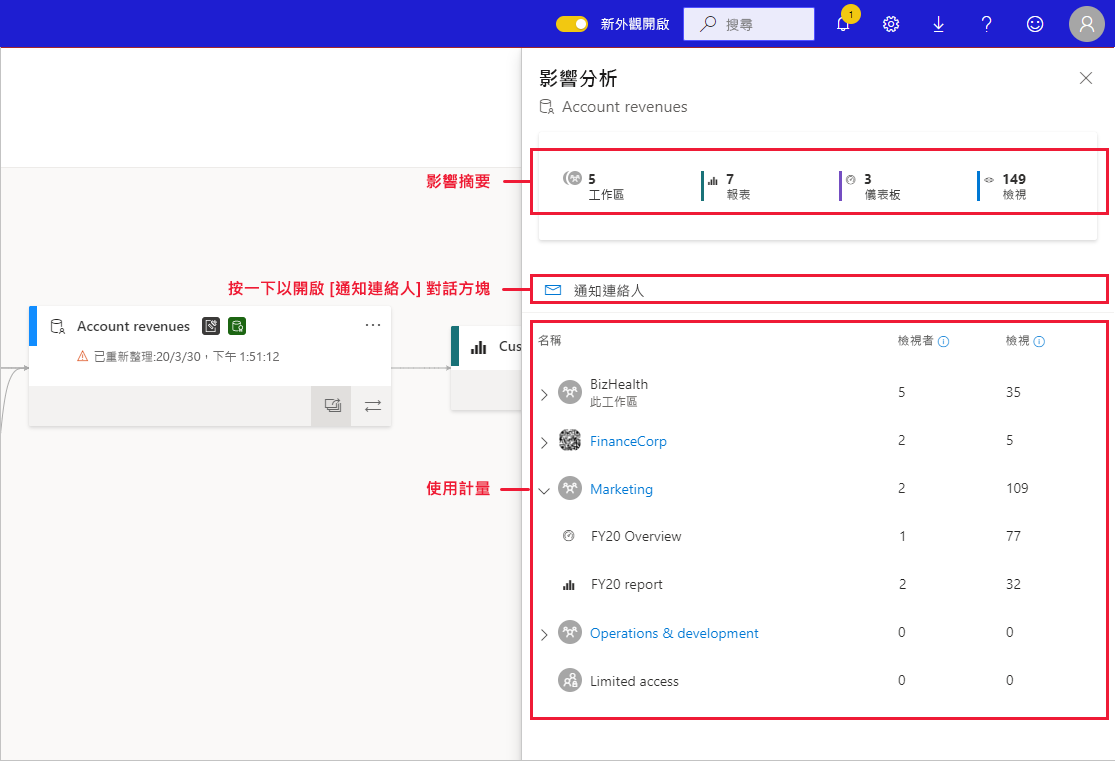 新外觀開啟
搜尋
1
影響分析
Account revenues
影響摘要
5
工作區
7
報表
3
儀表板
149
檢視
按一下以開啟 [通知連絡人] 對話方塊
通知連絡人
Account revenues
已重新整理:20/3/30，下午 1:51:12
Cus
名稱 檢視者 檢視
BizHealth
此工作區
5 35
FinanceCorp 2 5
使用計量
Marketing 2 109
FY20 Overview 1 77
FY20 report 2 32
Operations & development 0 0
Limited access 0 0